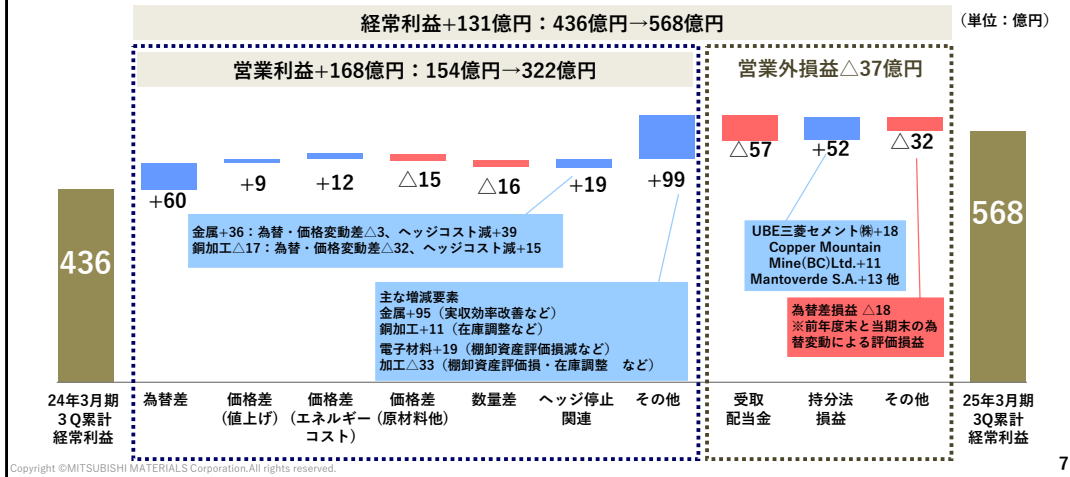 経常利益+131億円：436億円→568億円
（単位：億円）
営業利益+168億円：154億円→322億円
営業外損益△37億円
436
+60
+9
+12
△15
△16
+19
+99
△57
+52
△32
568
金属+36：為替・価格変動差△3、ヘッジコスト減+39
銅加工△17：為替・価格変動差△32、ヘッジコスト減+15
主な増減要素
金属+95（実収効率改善など）
銅加工+11（在庫調整など）
電子材料+19（棚卸資産評価損減など）
加工△33（棚卸資産評価損・在庫調整　など）
UBE三菱セメント㈱+18
Copper Mountain
Mine(BC)Ltd.+11
Mantoverde S.A.+13 他
為替差損益 △18
※前年度末と当期末の為
替変動による評価損益
24年3月期
３Q累計
経常利益
為替差
価格差
（値上げ）
価格差
（エネルギー
コスト）
価格差
（原材料他）
数量差
ヘッジ停止
関連
その他
受取
配当金
持分法
損益
その他
25年3月期
3Q累計
経常利益
Copyright ©MITSUBISHI MATERIALS Corporation.All rights reserved.
7